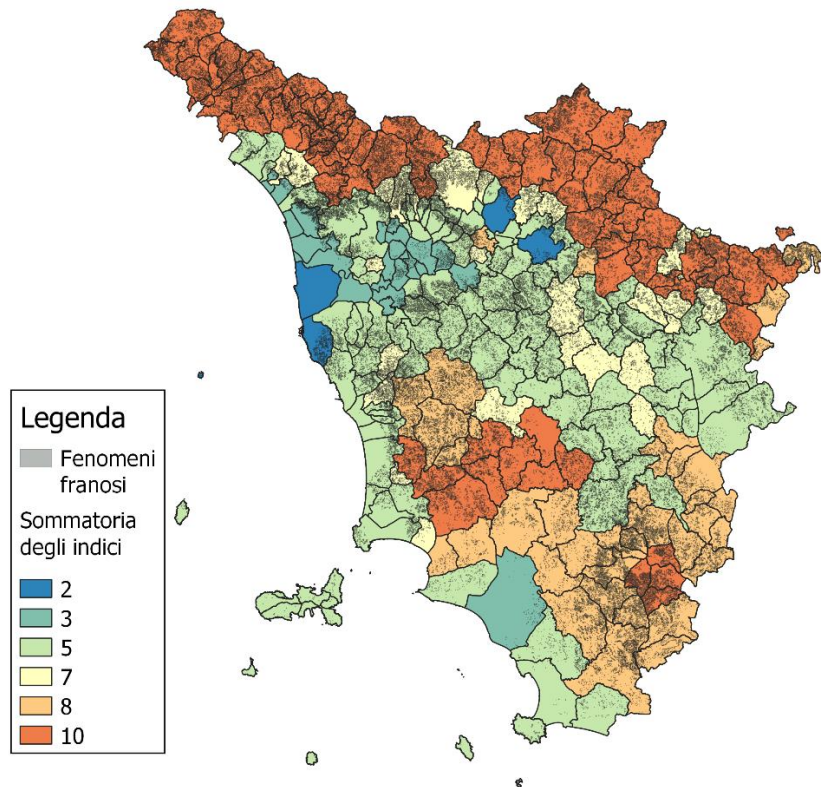 Legenda
Fenomeni
franosi
Sommatoria
degli indici
2
3
5
7
8
10